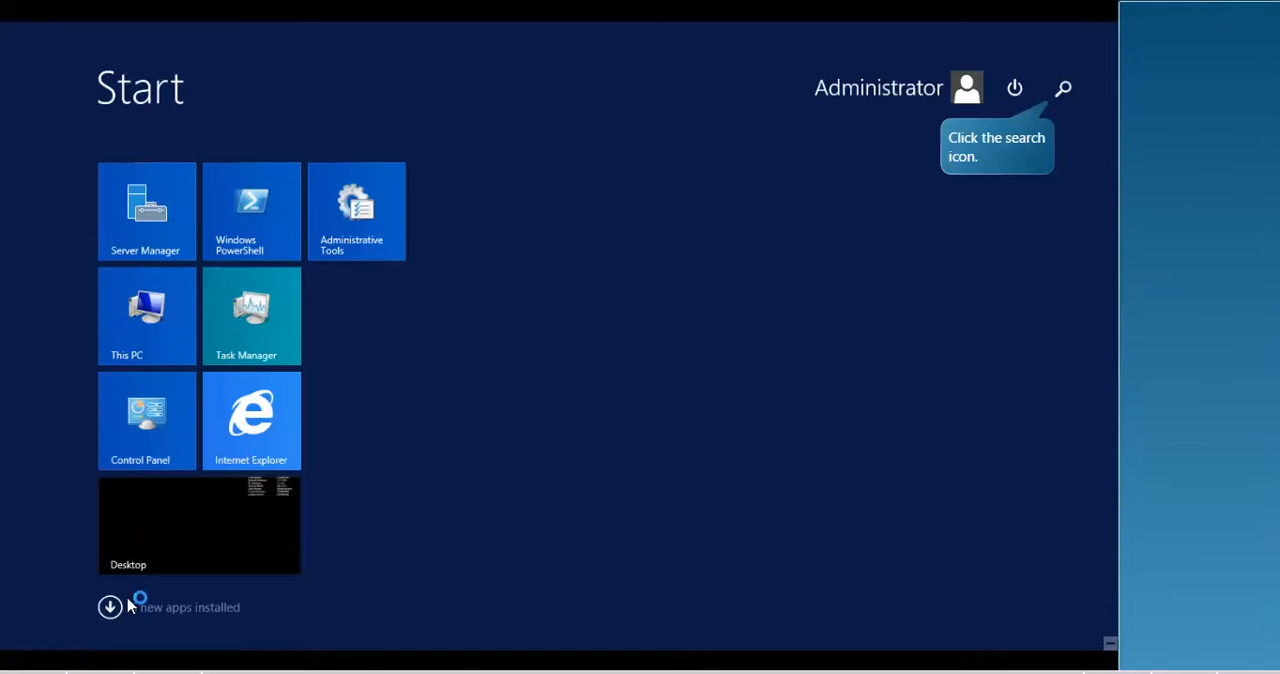 Start
Administrator
Click the search
icon.
Server Manager
Windows
PowerShell
Administrative
Tools
This PC
Task Manager
Control Panel
Internet Explorer
Desktop
new apps installed